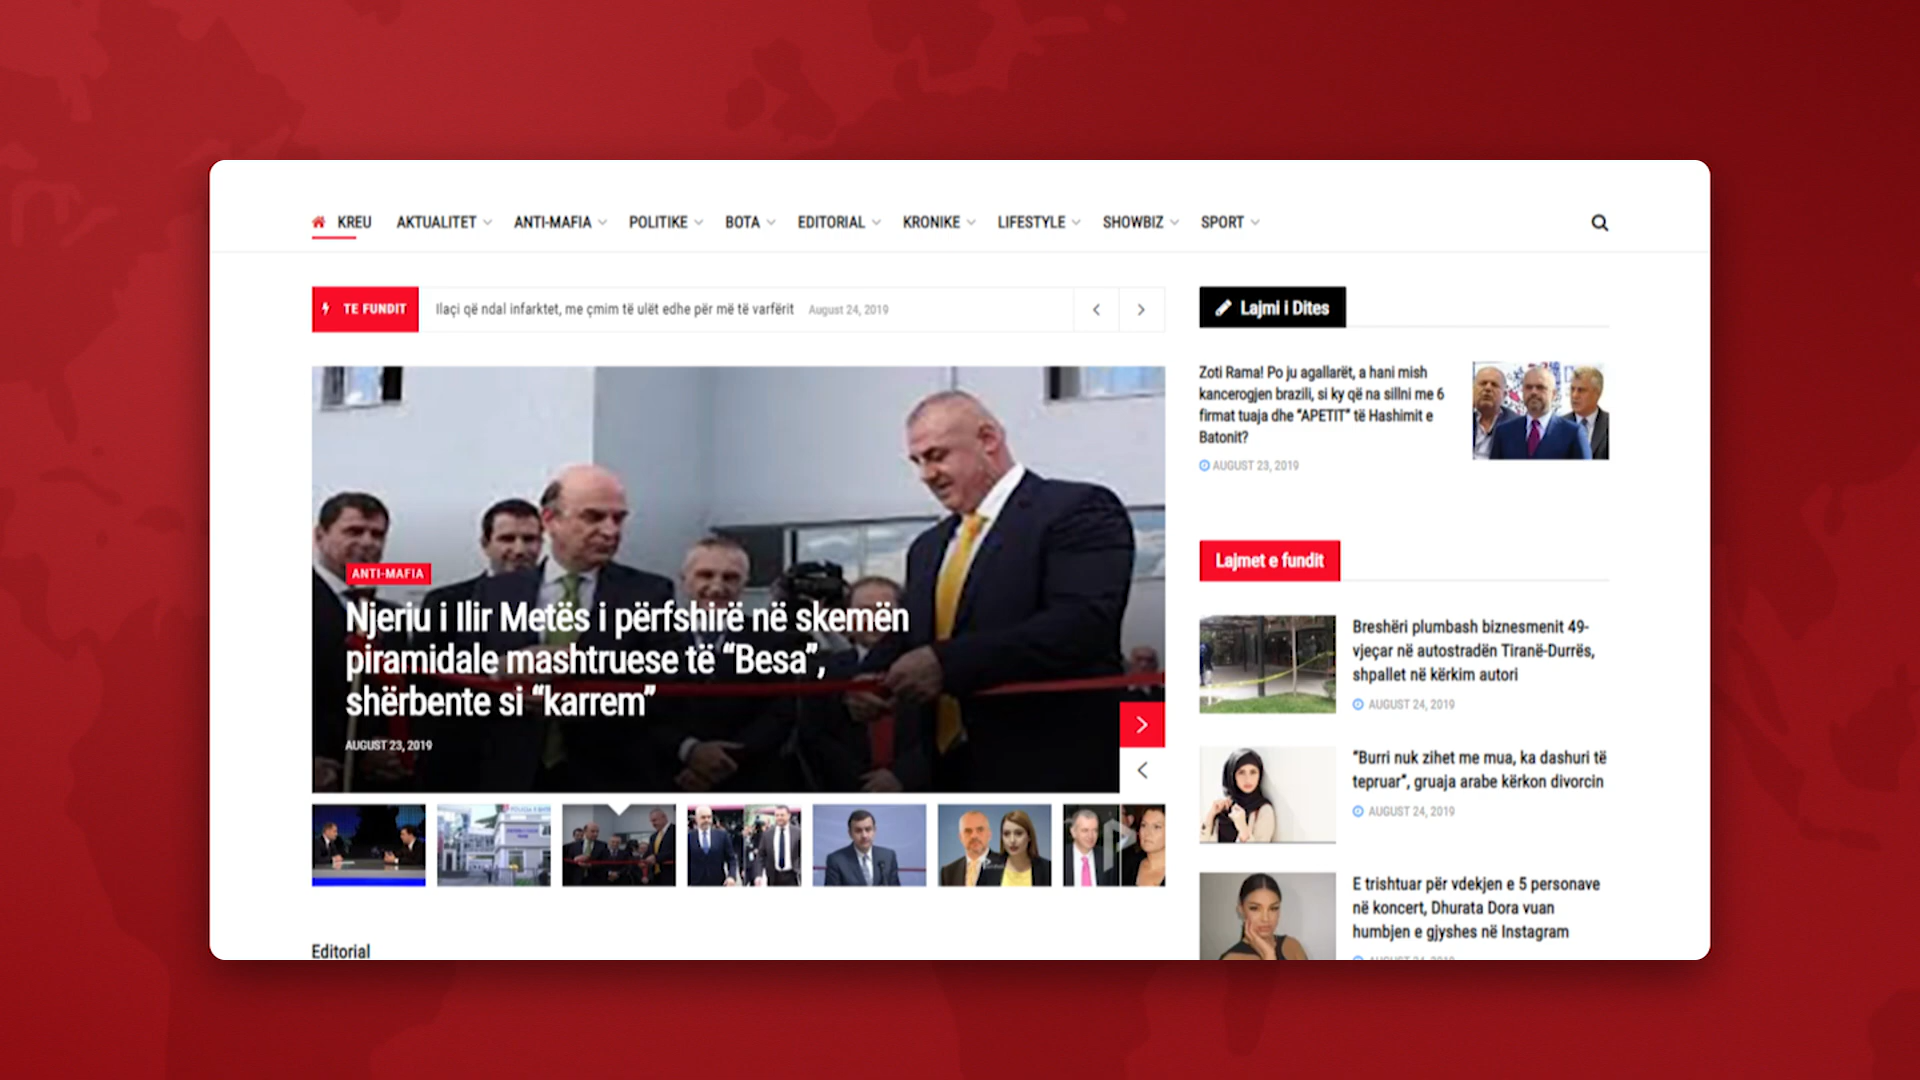 KREU AKTUALITET ANTI-MAFIA POLITIKE BOTA EDITORIAL KRONIKE LIFESTYLE SHOWBIZ SPORT
TE FUNDIT
Ilaçi që ndal infarktet, me çmim të ulët edhe për më të varfërit August 24, 2019
ANTI-MAFIA
Njeriu i Ilir Metës i përfshirë në skemën
piramidale mashtruese të “Besa”,
shërbente si “karrem”
AUGUST 23, 2019
Editorial
Lajmi i Dites
Zoti Rama! Po ju agallarët, a hani mish
kancerogjen brazili, si ky që na sillni me 6
firmat tuaja dhe “APETIT” të Hashimit e
Batonit?
AUGUST 23, 2019
Lajmet e fundit
Breshëri plumbash biznesmenit 49-
vjeçar në autostradën Tiranë-Durrës,
shpallet në kërkim autori
AUGUST 24, 2019
“Burri nuk zihet me mua, ka dashuri të
tepruar”, gruaja arabe kërkon divorcin
AUGUST 24, 2019
E trishtuar për vdekjen e 5 personave
në koncert, Dhurata Dora vuan
humbjen e gjyshes në Instagram
AUGUST 24, 2019